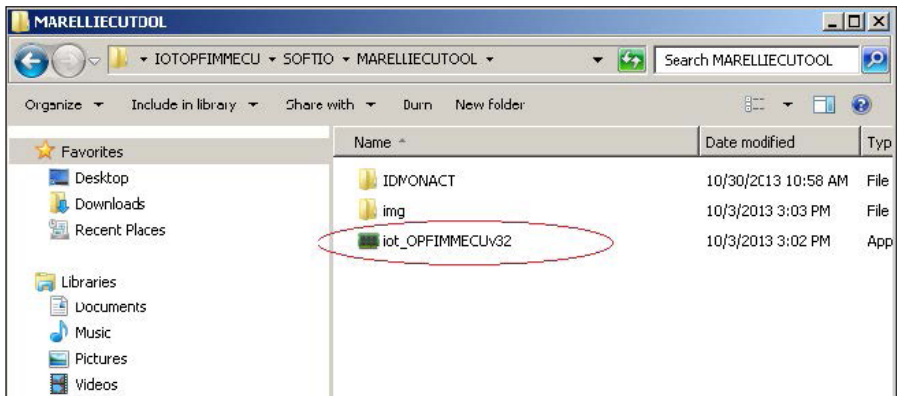 MARELLIECUTOOL
IOTOPFIMMECU SOFTIO MARELLIECUTOOL Search MARELLIECUTOOL
Organize Include in library Share with Burn New folder
Name Date modified Typ
Favorites
Desktop IDMONACT 10/30/2013 10:58 AM File
Downloads img 10/3/2013 3:03 PM File
Recent Places iot_OPFIMMECUv32 10/3/2013 3:02 PM App
Libraries
Documents
Music
Pictures
Videos